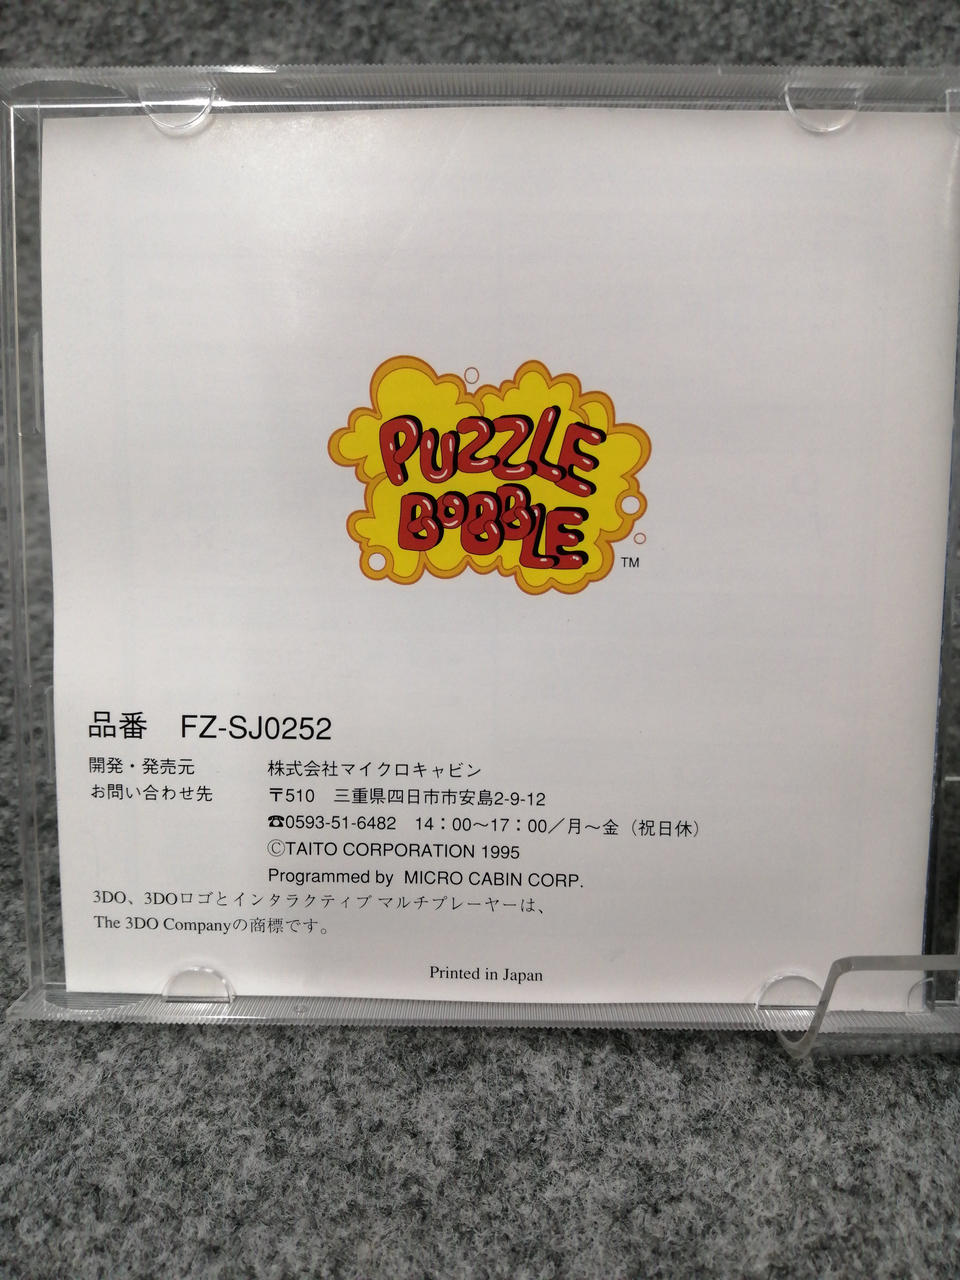 PUZZLE
BOBBLE
TM
品番 FZ-SJ0252
開発・発売元 株式会社マイクロキャビン
お問い合わせ先 〒510 三重県四日市市安島2-9-12
☎0593-51-6482 14：00〜17：00／月〜金（祝日休）
ⒸTAITO CORPORATION 1995
Programmed by MICRO CABIN CORP.
3DO、3DOロゴとインタラクティブ マルチプレーヤーは、
The 3DO Companyの商標です。
Printed in Japan